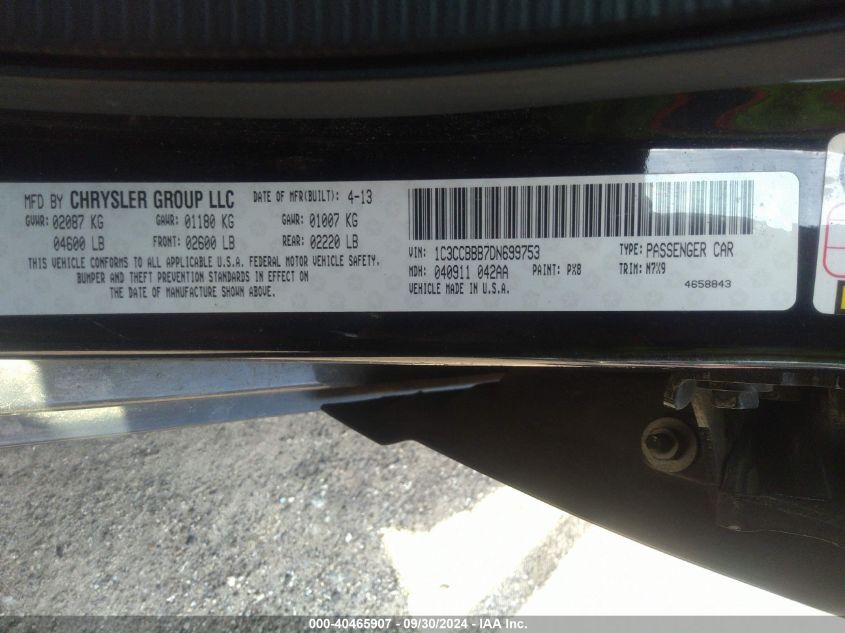 MFD BY CHRYSLER GROUP LLC DATE OF MFR(BUILT): 4-13
GVWR: 02087 KG GAWR: 01180 KG GAWR: 01007 KG
04600 LB FRONT: 02600 LB REAR: 02220 LB
THIS VEHICLE CONFORMS TO ALL APPLICABLE U.S.A. FEDERAL MOTOR VEHICLE SAFETY,
BUMPER AND THEFT PREVENTION STANDARDS IN EFFECT ON
THE DATE OF MANUFACTURE SHOWN ABOVE.
VIN: 1C3CCBBB7DN699753 TYPE: PASSENGER CAR
MDH: 040911 042AA PAINT: PX8 TRIM: N7X9
VEHICLE MADE IN U.S.A. 4658843
000-40465907 - 09/30/2024 - IAA, Inc.